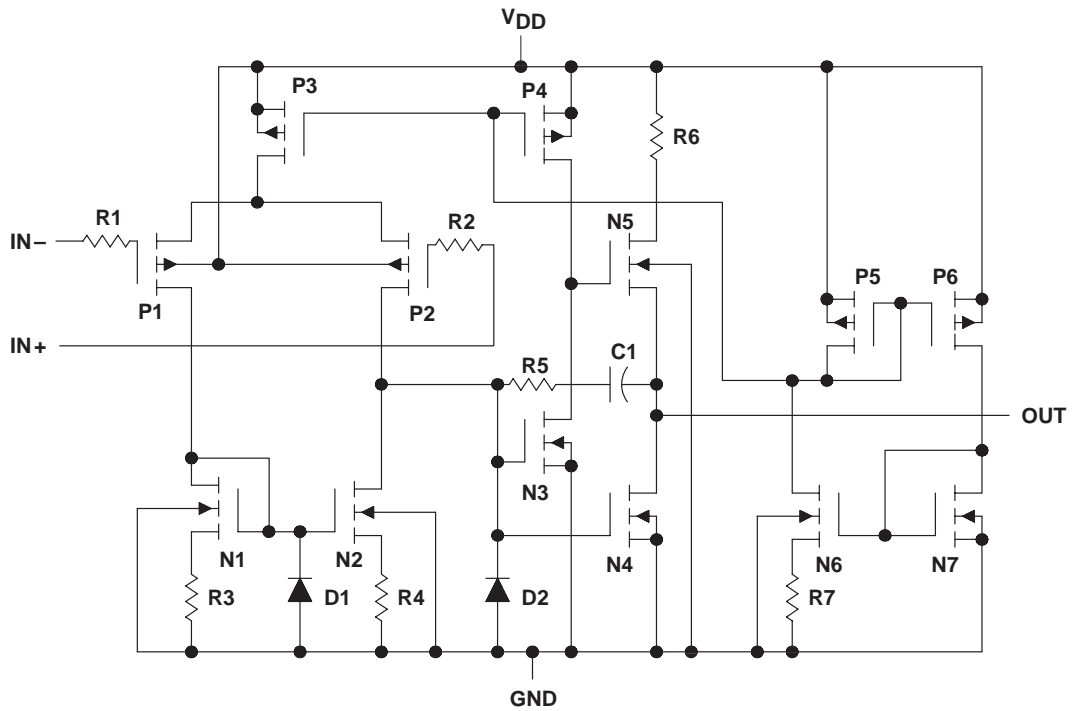 VDD
P3
P4
R6
R1
R2
N5
IN−
P5
P6
P1
P2
IN+
R5
C1
OUT
N3
N1
N2
N4
N6
N7
R3
D1
R4
D2
R7
GND